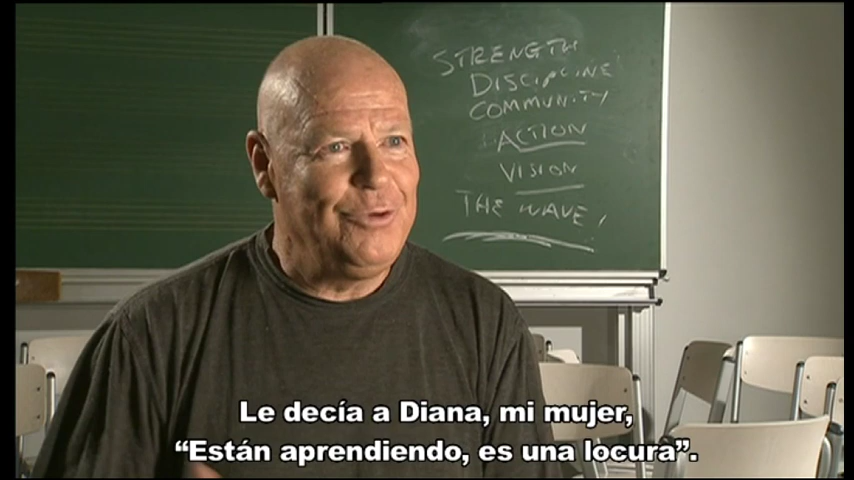 STRENGTH
DISCIPLINE
COMMUNITY
ACTION
VISION
THE WAVE!
Le decía a Diana, mi mujer,
“Están aprendiendo, es una locura”.